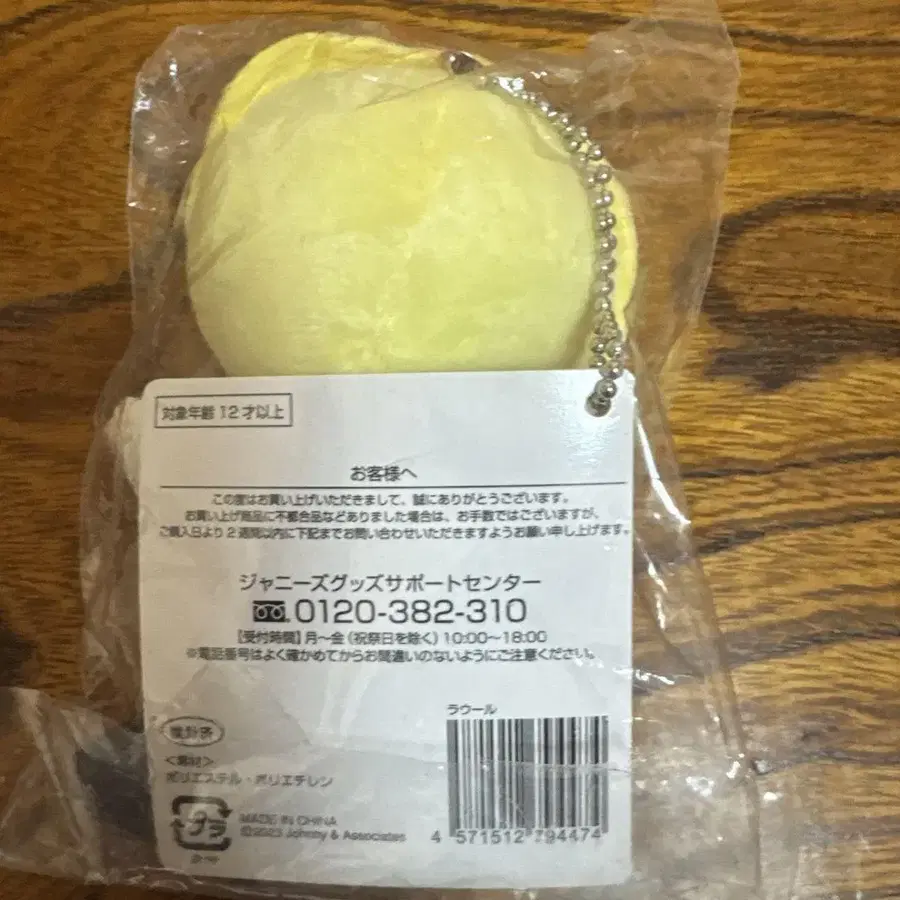 対象年齢 12才以上
お客様へ
この度はお買い上げいただきまして、誠にありがとうございます。
お買い上げ商品に不都合品などありました場合は、お手数ではございますが、
ご購入日より2週間以内に下記までお問い合わせいただきますようお願い申し上げます。
ジャニーズグッズサポートセンター
0120-382-310
【受付時間】月〜金(祝祭日を除く)10:00〜18:00
※電話番号はよく確かめてからお間違いのないようにご注意ください。
ラウール
検針済
<素材>
ポリエステル・ポリエチレン
プラ
MADE IN CHINA
©2023 Johnny & Associates
4 571512 794474